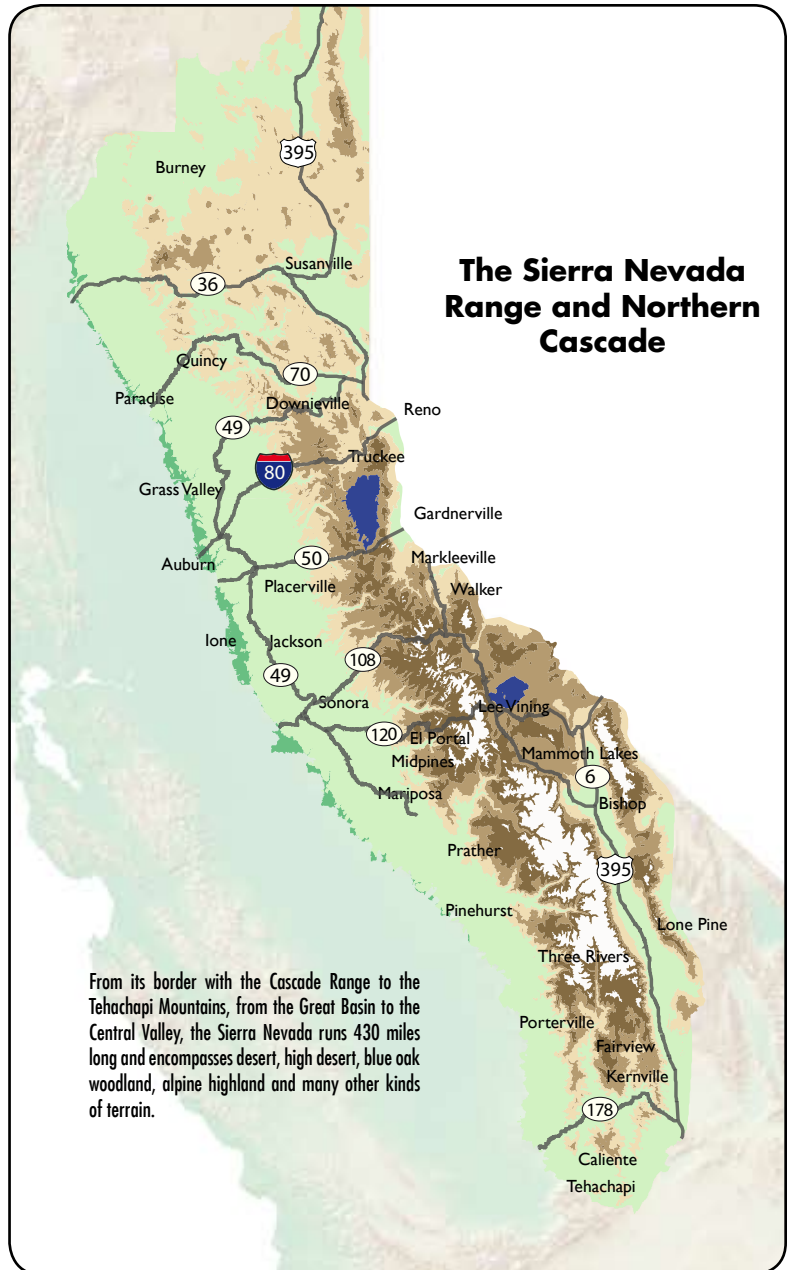 395
Burney
The Sierra Nevada
Range and Northern
Cascade
Susanville
36
Quincy
70
Paradise
Downieville
Reno
49
Truckee
80
Grass Valley
Gardnerville
50
Markleeville
Auburn
Placerville
Walker
Ione
Jackson
108
49
Sonora
Lee Vining
120
El Portal
Mammoth Lakes
Midpines
6
Mariposa
Bishop
Prather
395
Pinehurst
Lone Pine
Three Rivers
From its border with the Cascade Range to the
Tehachapi Mountains, from the Great Basin to the
Central Valley, the Sierra Nevada runs 430 miles
long and encompasses desert, high desert, blue oak
woodland, alpine highland and many other kinds
of terrain.
Porterville
Fairview
Kernville
178
Caliente
Tehachapi